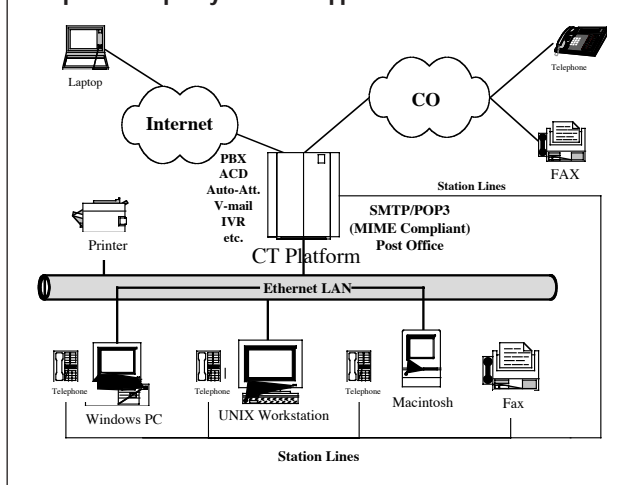 Laptop
Telephone
CO
Internet
FAX
PBX
ACD
Auto-Att.
V-mail
IVR
etc.
Station Lines
SMTP/POP3
(MIME Compliant)
Post Office
Printer
CT Platform
Ethernet LAN
Telephone
Telephone
Telephone
Windows PC
UNIX Workstation
Macintosh
Fax
Station Lines